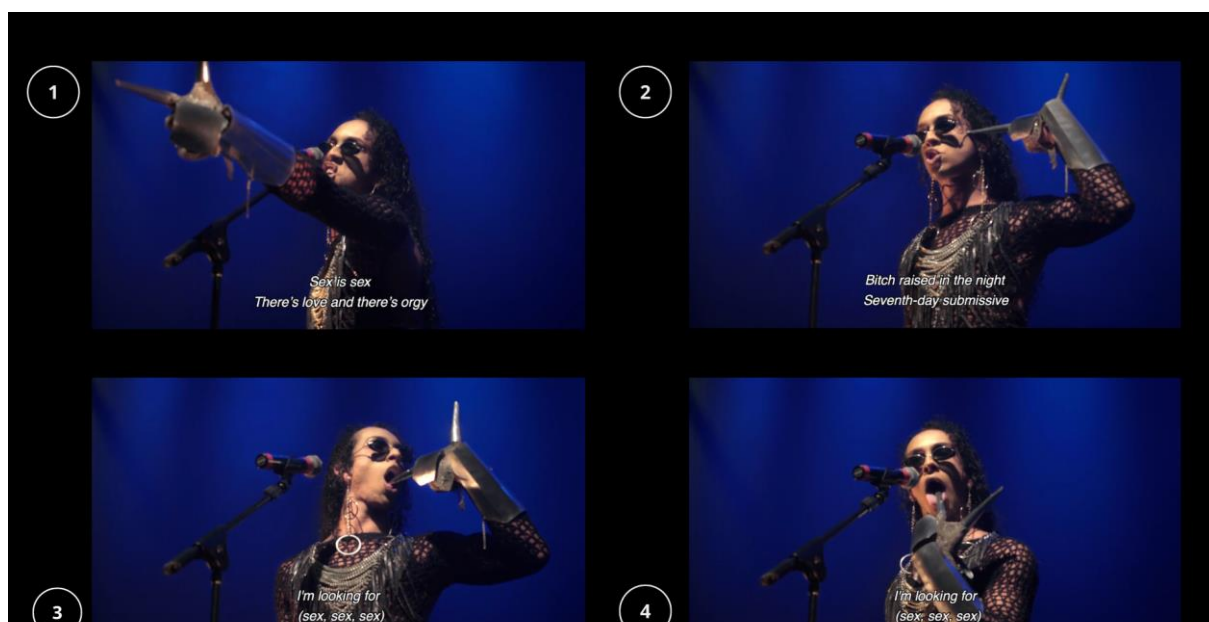 1
Sex is sex
There's love and there's orgy
2
Bitch raised in the night
Seventh-day submissive
3
I'm looking for
(sex, sex, sex)
4
I'm looking for
(sex, sex, sex)